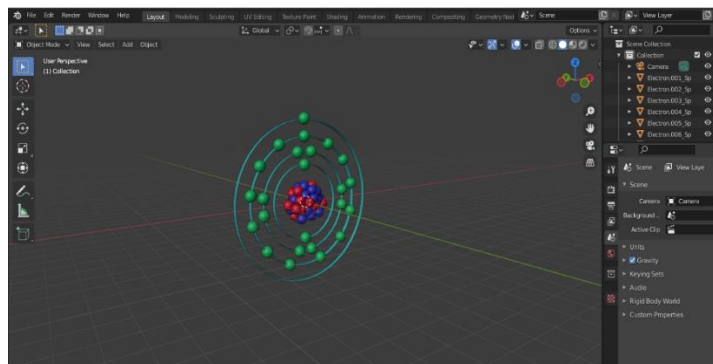 File Edit Render Window Help Layout Modeling Sculpting UV Editing Texture Paint Shading Animation Rendering Compositing Geometry Nod Scene View Layer
Global Options
Object Mode View Select Add Object
User Perspective
(1) Collection
Z
Scene Collection
Collection
Camera
Electron.001_Sp
Electron.002_Sp
Electron.003_Sp
Electron.004_Sp
Electron.005_Sp
Electron.006_Sp
Scene View Laye
Scene
Camera Camera
Background...
Active Clip
Units
Gravity
Keying Sets
Audio
Rigid Body World
Custom Properties